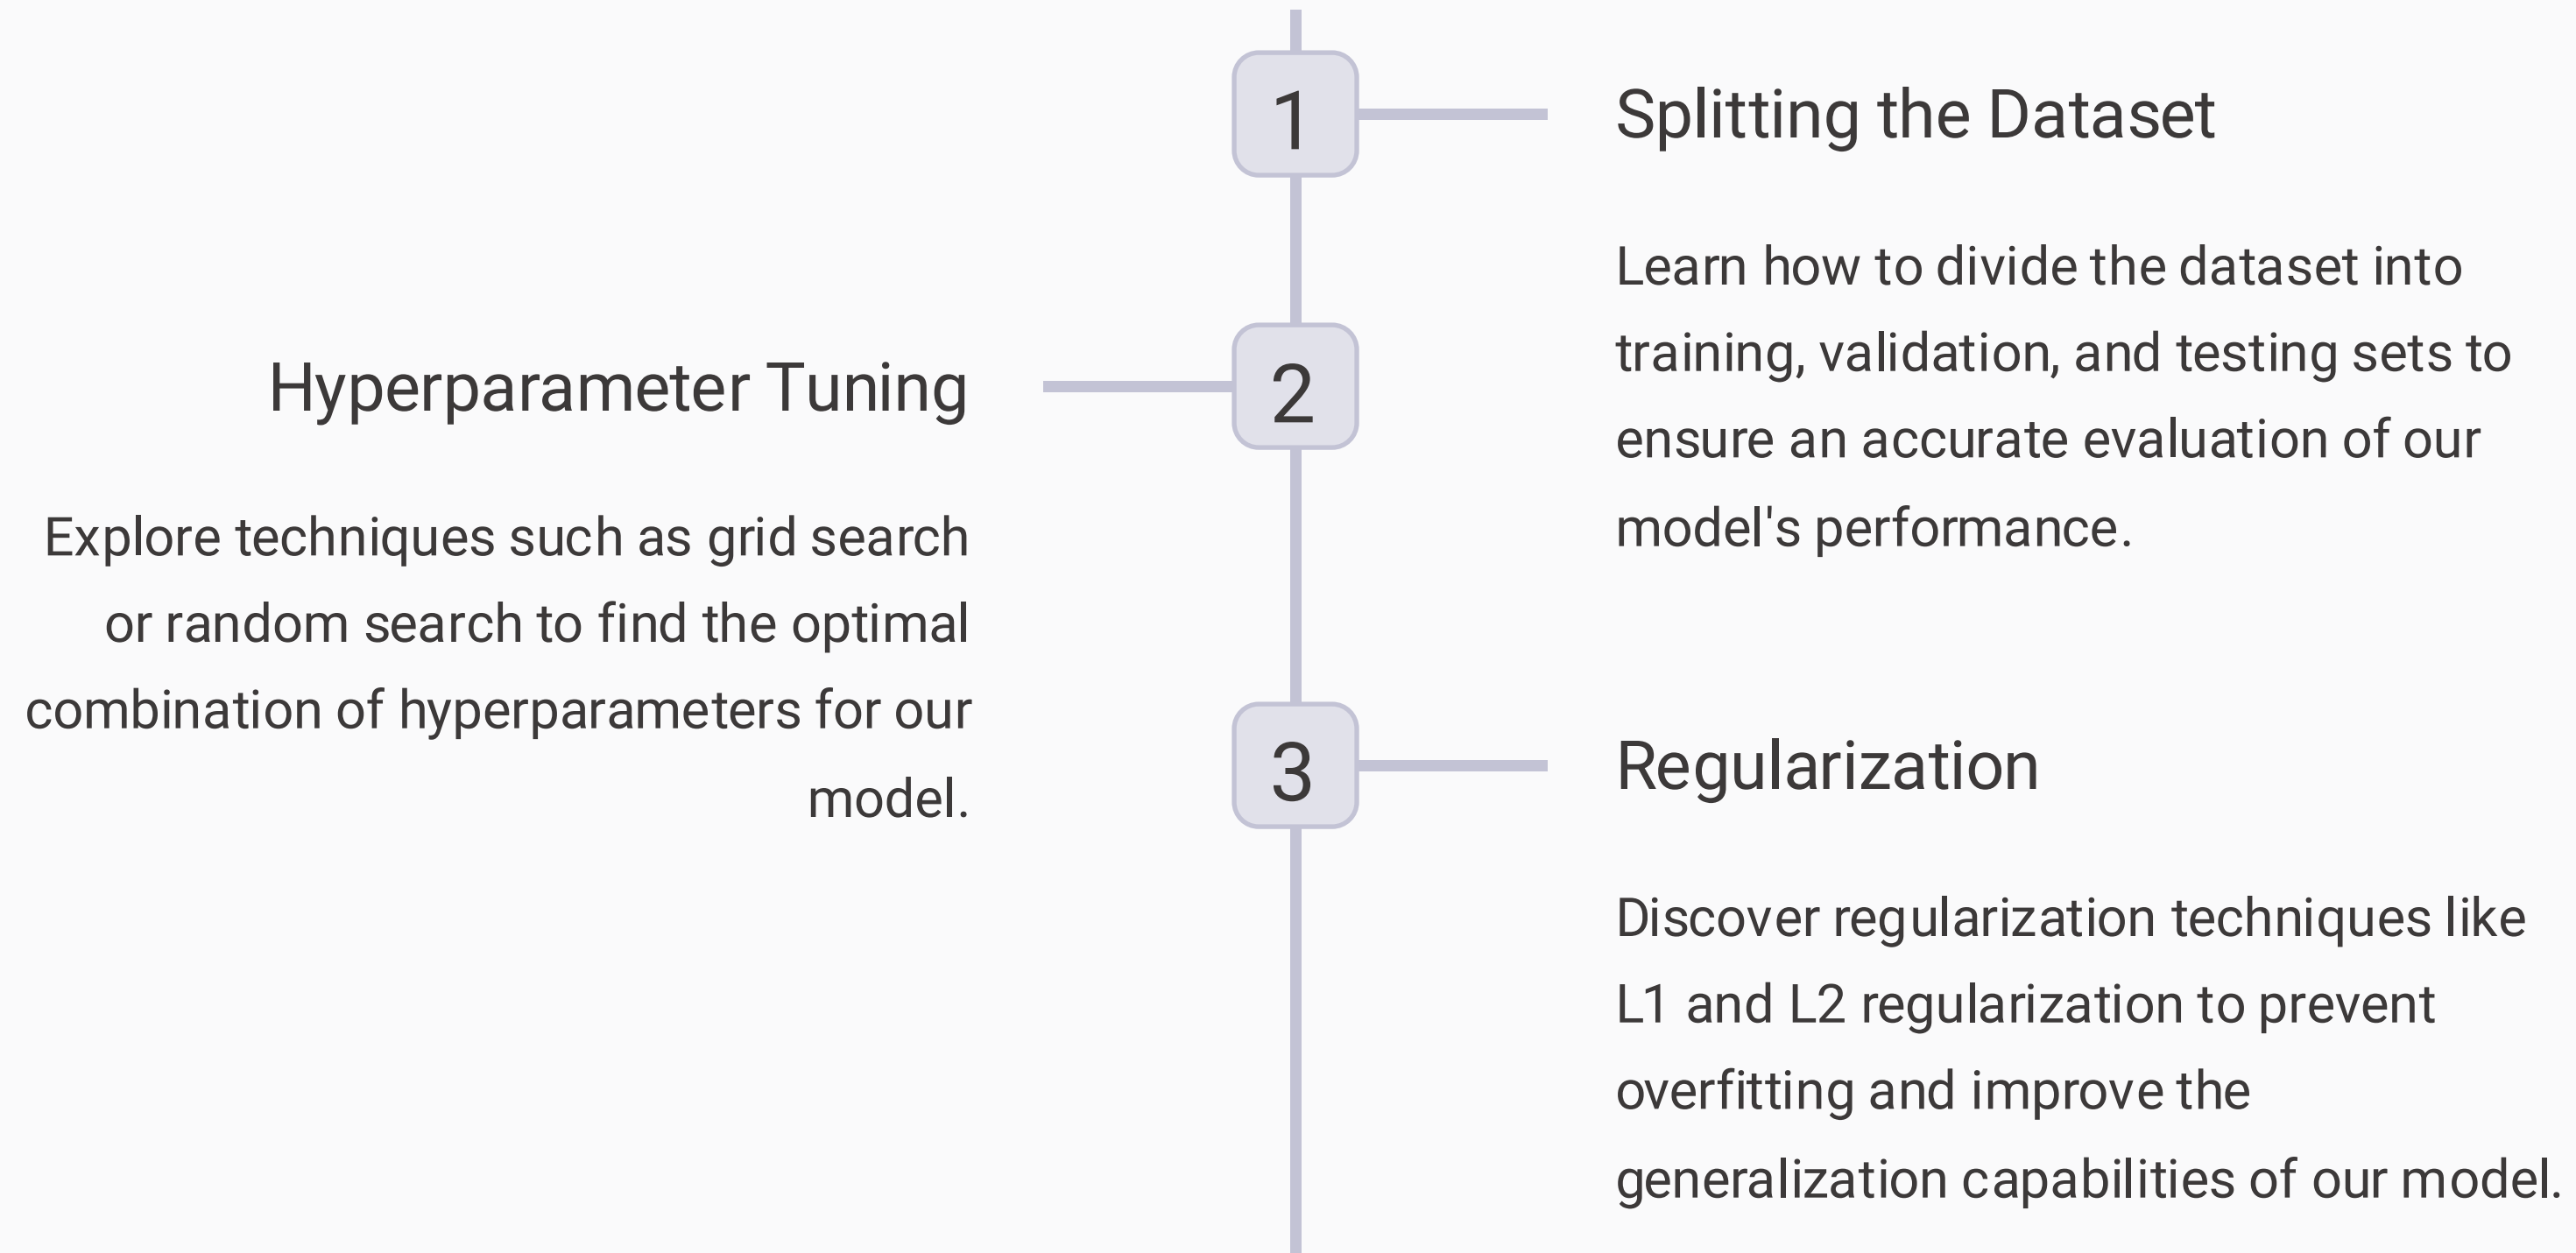 1
Splitting the Dataset
Learn how to divide the dataset into
training, validation, and testing sets to
ensure an accurate evaluation of our
model's performance.
2
Hyperparameter Tuning
Explore techniques such as grid search
or random search to find the optimal
combination of hyperparameters for our
model.
3
Regularization
Discover regularization techniques like
L1 and L2 regularization to prevent
overfitting and improve the
generalization capabilities of our model.